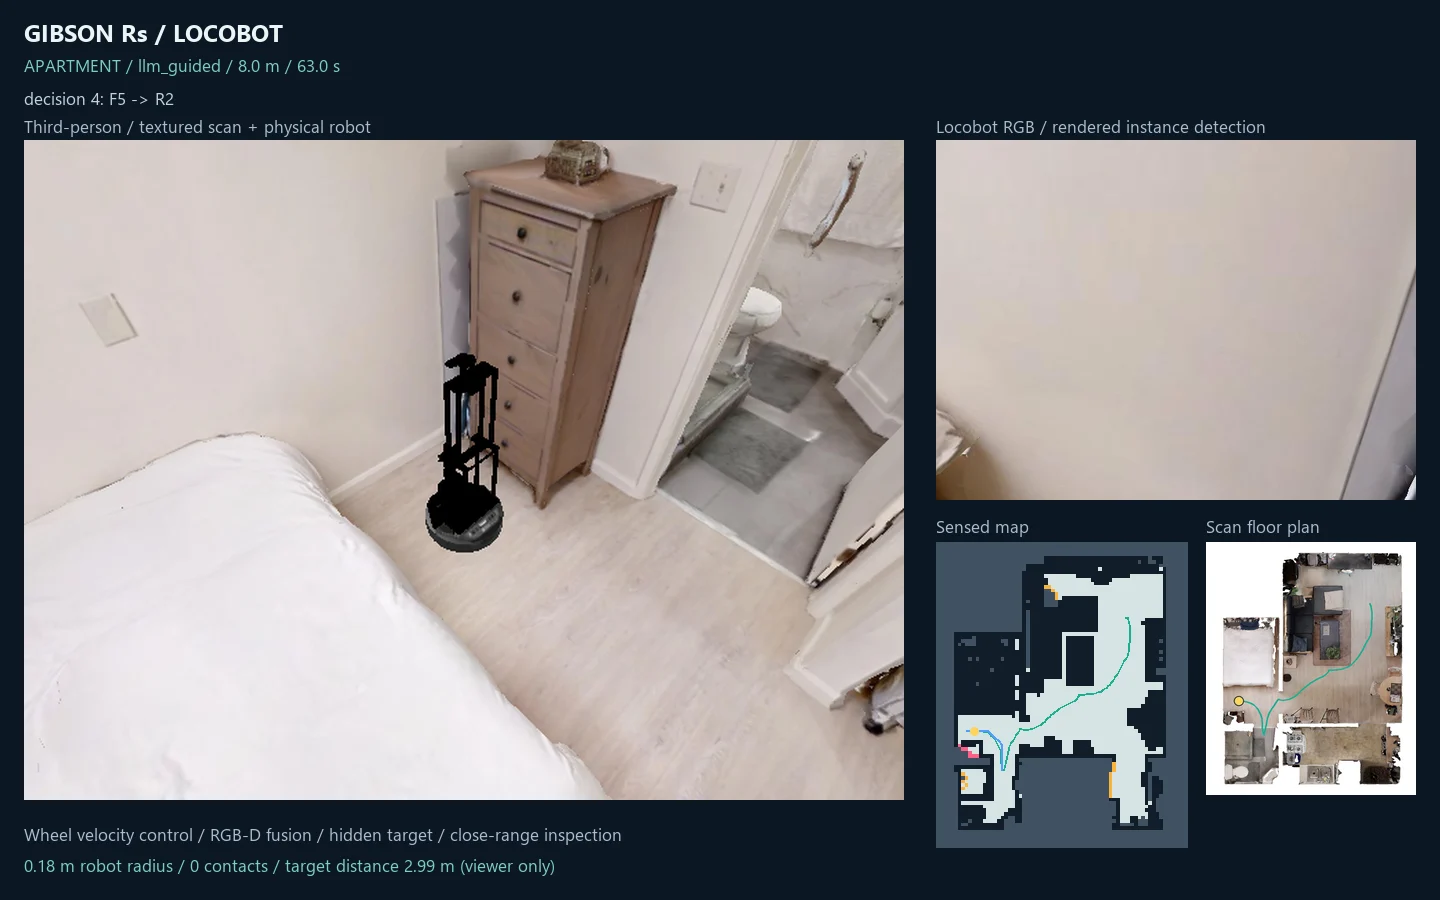 GIBSON Rs / LOCOBOT
APARTMENT / llm_guided / 8.0 m / 63.0 s
decision 4: F5 -> R2
Third-person / textured scan + physical robot
Locobot RGB / rendered instance detection
Sensed map
Scan floor plan
Wheel velocity control / RGB-D fusion / hidden target / close-range inspection
0.18 m robot radius / 0 contacts / target distance 2.99 m (viewer only)